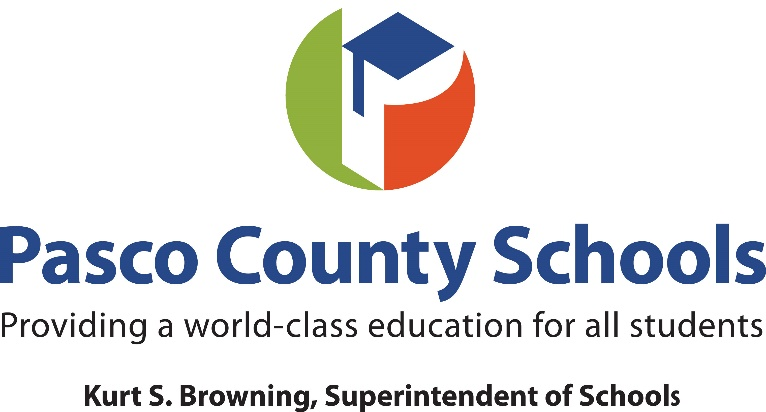 Pasco County Schools
Providing a world-class education for all students
Kurt S. Browning, Superintendent of Schools